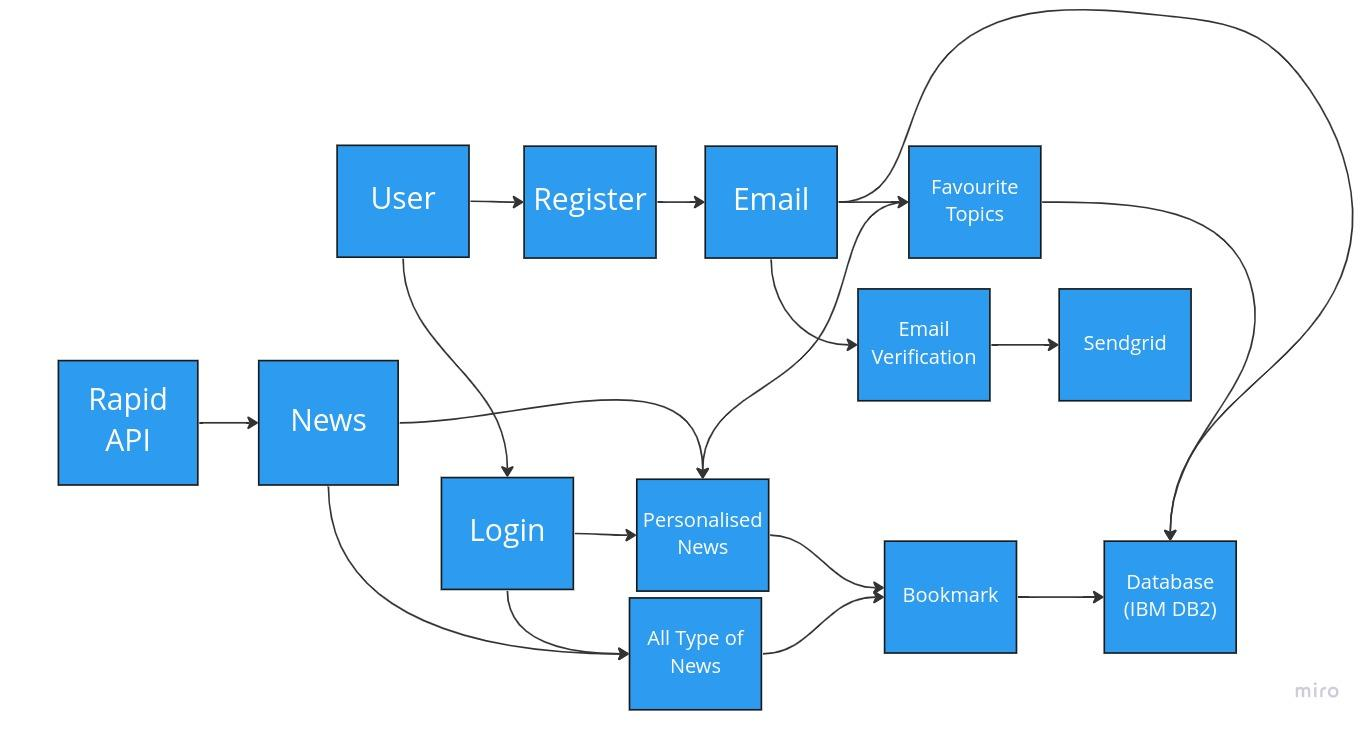 User
Register
Email
Favourite
Topics
Email
Verification
Sendgrid
Rapid
API
News
Login
Personalised
News
All Type of
News
Bookmark
Database
(IBM DB2)
miro